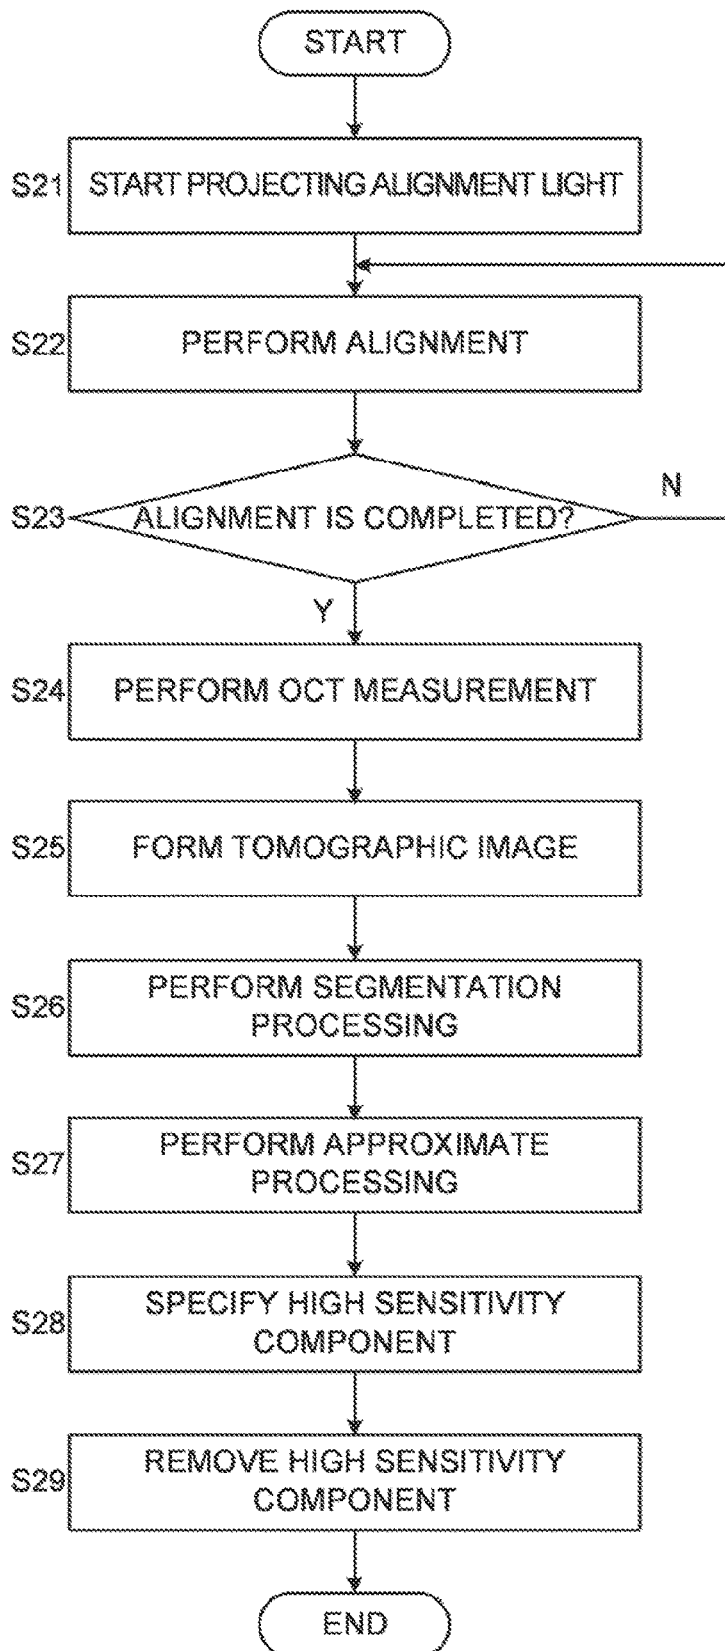 START
S21
START PROJECTING ALIGNMENT LIGHT
S22
PERFORM ALIGNMENT
S23
ALIGNMENT IS COMPLETED?
N
Y
S24
PERFORM OCT MEASUREMENT
S25
FORM TOMOGRAPHIC IMAGE
S26
PERFORM SEGMENTATION
PROCESSING
S27
PERFORM APPROXIMATE
PROCESSING
S28
SPECIFY HIGH SENSITIVITY
COMPONENT
S29
REMOVE HIGH SENSITIVITY
COMPONENT
END